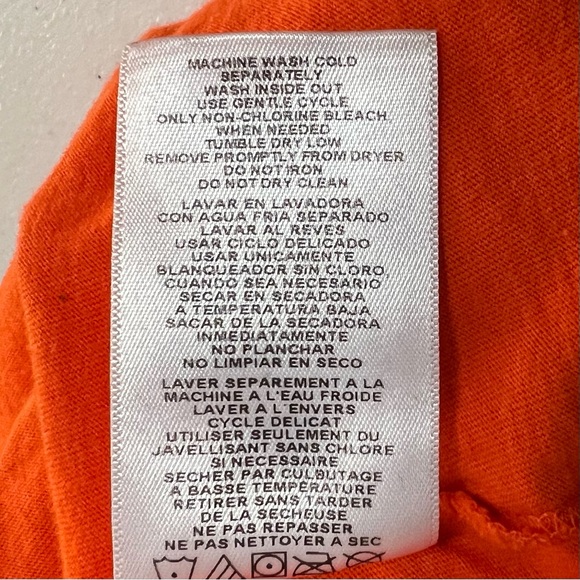 MACHINE WASH COLD
SEPARATELY
WASH INSIDE OUT
USE GENTLE CYCLE
ONLY NON-CHLORINE BLEACH
WHEN NEEDED
TUMBLE DRY LOW
REMOVE PROMPTLY FROM DRYER
DO NOT IRON
DO NOT DRY CLEAN
LAVAR EN LAVADORA
CON AGUA FRIA SEPARADO
LAVAR AL REVES
USAR CICLO DELICADO
USAR UNICAMENTE
BLANQUEADOR SIN CLORO,
CUANDO SEA NECESARIO
SECAR EN SECADORA
A TEMPERATURA BAJA
SACAR DE LA SECADORA
INMEDIATAMENTE
NO PLANCHAR
NO LIMPIAR EN SECO
LAVER SEPAREMENT A LA
MACHINE A L'EAU FROIDE
LAVER A L'ENVERS
CYCLE DELICAT
UTILISER SEULEMENT DU
JAVELLISANT SANS CHLORE
SI NECESSAIRE
SECHER PAR CULBUTAGE
A BASSE TEMPERATURE
RETIRER SANS TARDER
DE LA SECHEUSE
NE PAS REPASSER
NE PAS NETTOYER A SEC